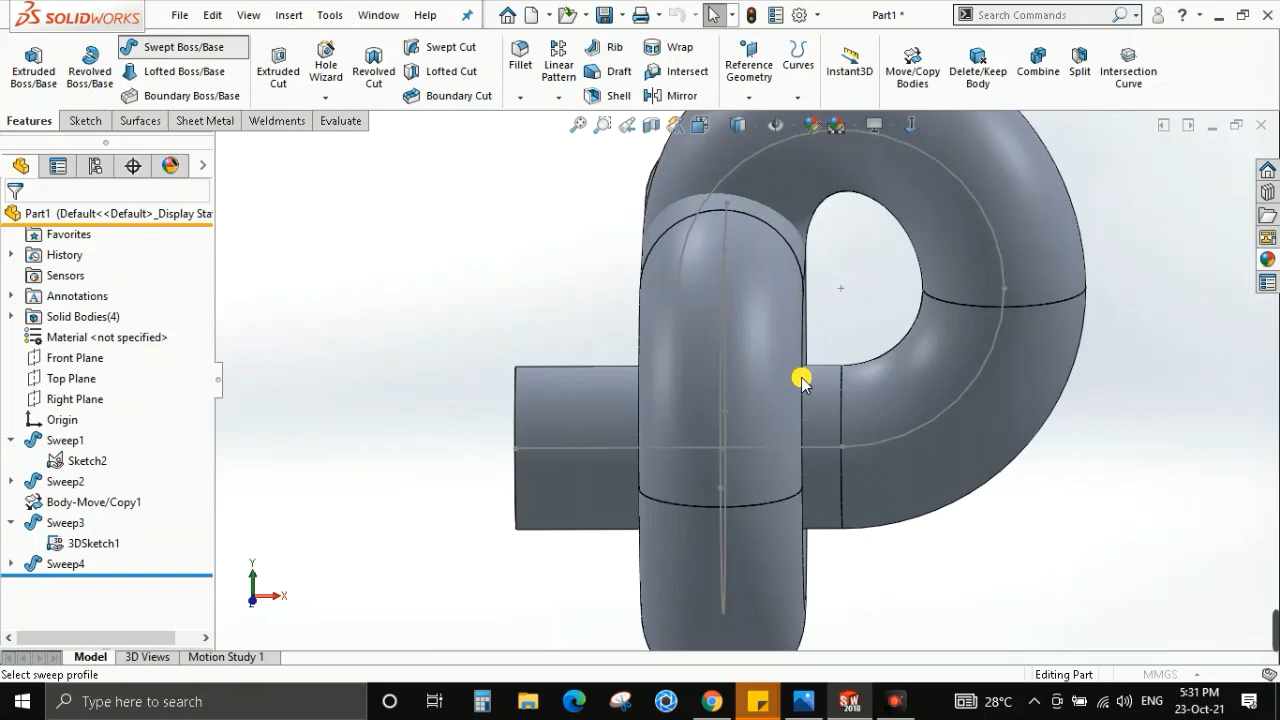 SOLIDWORKS File Edit View Insert Tools Window Help Part1 * Search Commands ?
Extruded Boss/Base
Revolved Boss/Base
Swept Boss/Base
Lofted Boss/Base
Boundary Boss/Base
Extruded Cut
Hole Wizard
Revolved Cut
Swept Cut
Lofted Cut
Boundary Cut
Fillet
Linear Pattern
Rib
Draft
Shell
Wrap
Intersect
Mirror
Reference Geometry
Curves
Instant3D
Move/Copy Bodies
Delete/Keep Body
Combine
Split
Intersection Curve
Features Sketch Surfaces Sheet Metal Weldments Evaluate
Part1 (Default<<Default>_Display Sta
Favorites
History
Sensors
Annotations
Solid Bodies(4)
Material <not specified>
Front Plane
Top Plane
Right Plane
Origin
Sweep1
Sketch2
Sweep2
Body-Move/Copy1
Sweep3
3DSketch1
Sweep4
Y
X
Z
Model 3D Views Motion Study 1
Select sweep profile Editing Part MMGS
Type here to search
SW
2018
28°C ENG
5:31 PM
23-Oct-21